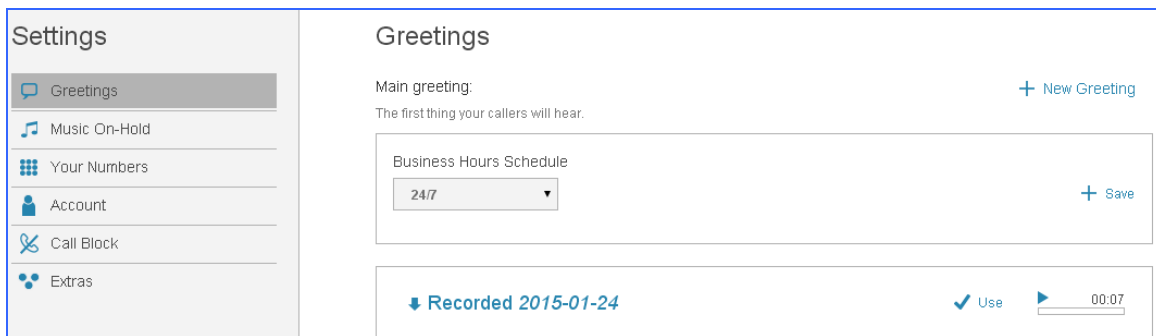 Settings
Greetings
Music On-Hold
Your Numbers
Account
Call Block
Extras
Greetings
Main greeting:
+ New Greeting
The first thing your callers will hear.
Business Hours Schedule
24/7
+ Save
Recorded 2015-01-24
Use
00:07